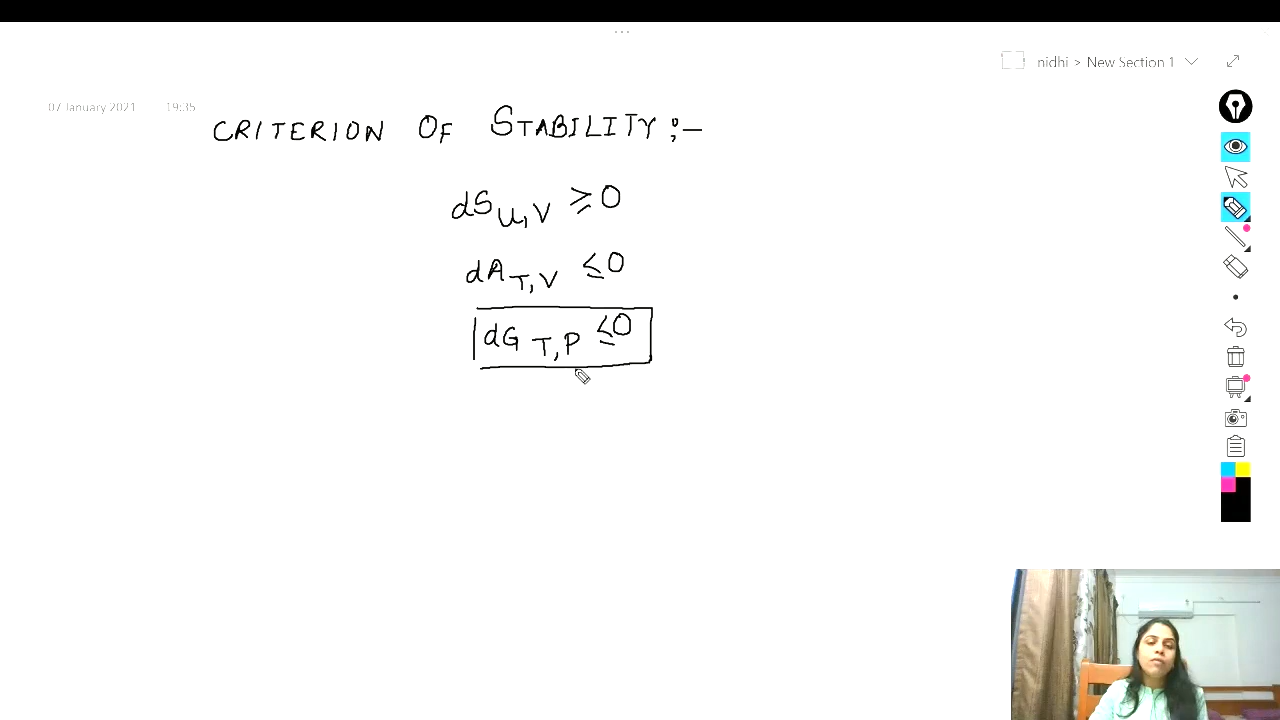 nidhi > New Section 1
07 January 2021 19:35
CRITERION OF STABILITY :-
dS U,V ≥ 0
dA T,V ≤ 0
dG T,P ≤ 0